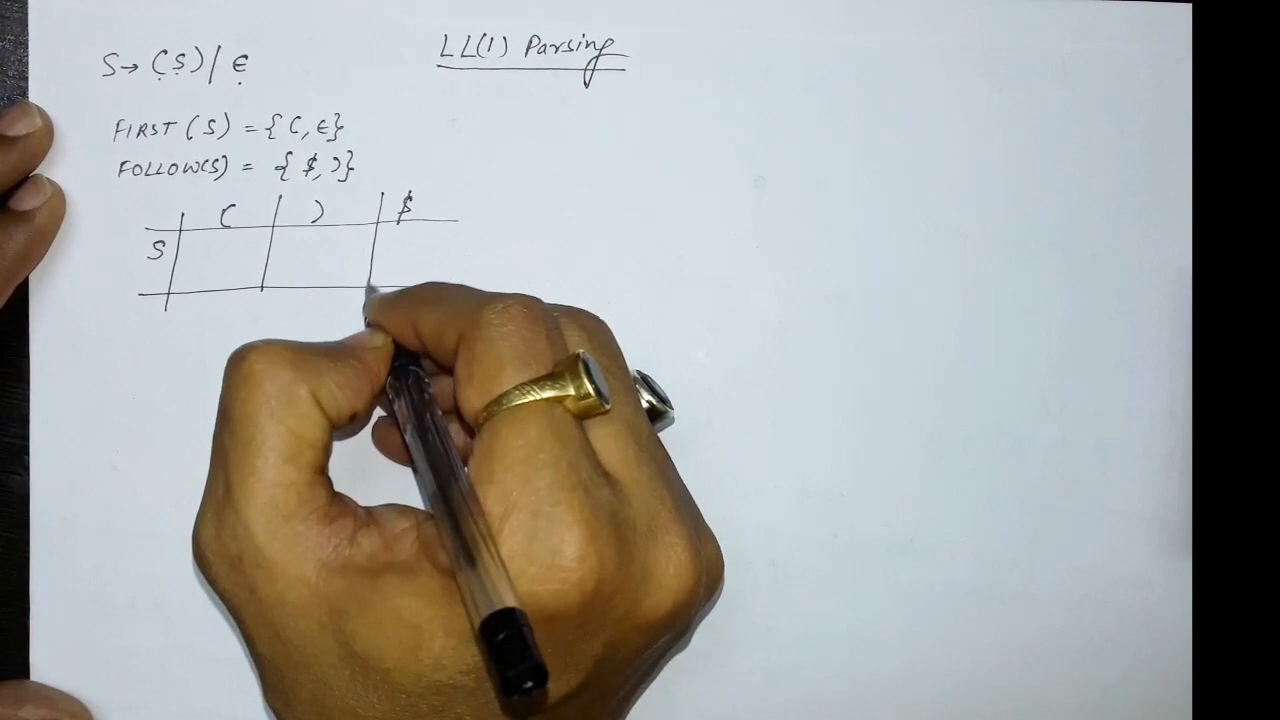 LL(1) Parsing
S→ (S) / ε
FIRST (S) = { (, ε}
FOLLOW(S) = { $, )}
( ) $
S